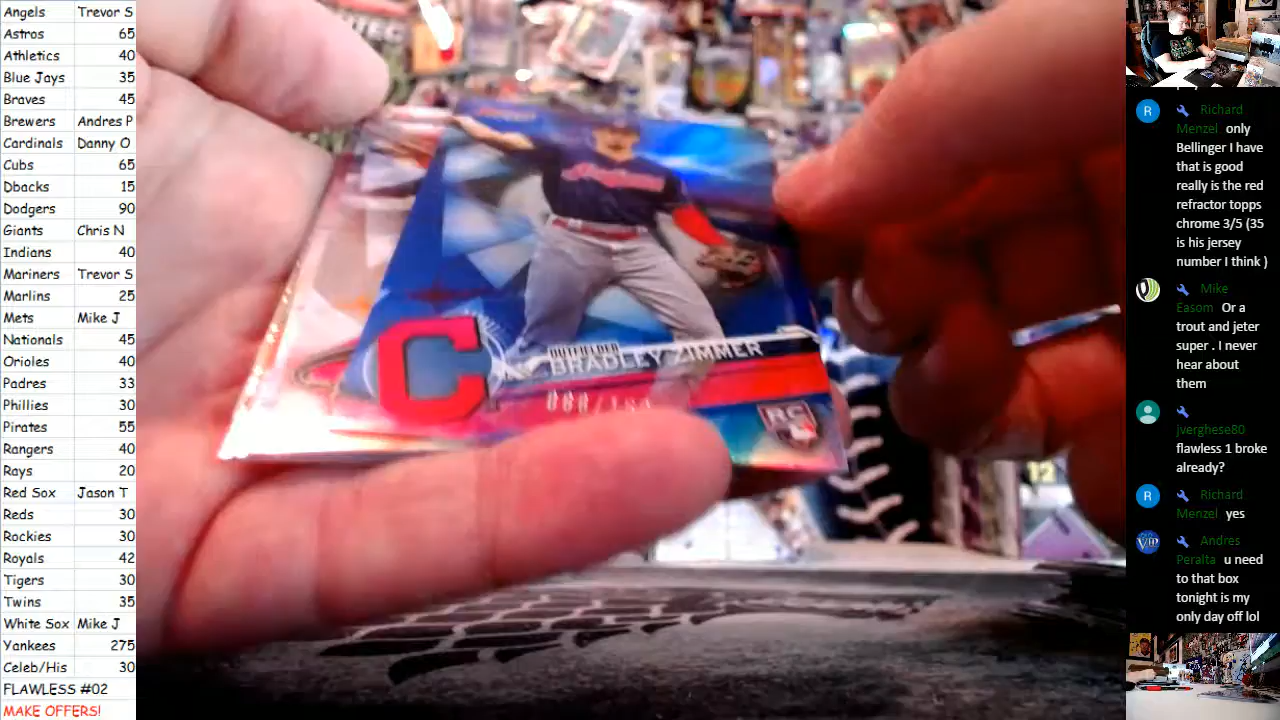 Angels Trevor S
Astros 65
Athletics 40
Blue Jays 35
Braves 45
Brewers Andres P
Cardinals Danny O
Cubs 65
Dbacks 15
Dodgers 90
Giants Chris N
Indians 40
Mariners Trevor S
Marlins 25
Mets Mike J
Nationals 45
Orioles 40
Padres 33
Phillies 30
Pirates 55
Rangers 40
Rays 20
Red Sox Jason T
Reds 30
Rockies 30
Royals 42
Tigers 30
Twins 35
White Sox Mike J
Yankees 275
Celeb/His 30
FLAWLESS #02
MAKE OFFERS!
Indians
C
OUTFIELDER
BRADLEY ZIMMER
RC
12
R Richard
Menzel only
Bellinger I have
that is good
really is the red
refractor topps
chrome 3/5 (35
is his jersey
number I think )
Mike
Easom Or a
trout and jeter
super . I never
hear about
them
jverghese80
flawless 1 broke
already?
R Richard
Menzel yes
VIP Andres
Peralta u need
to that box
tonight is my
only day off lol